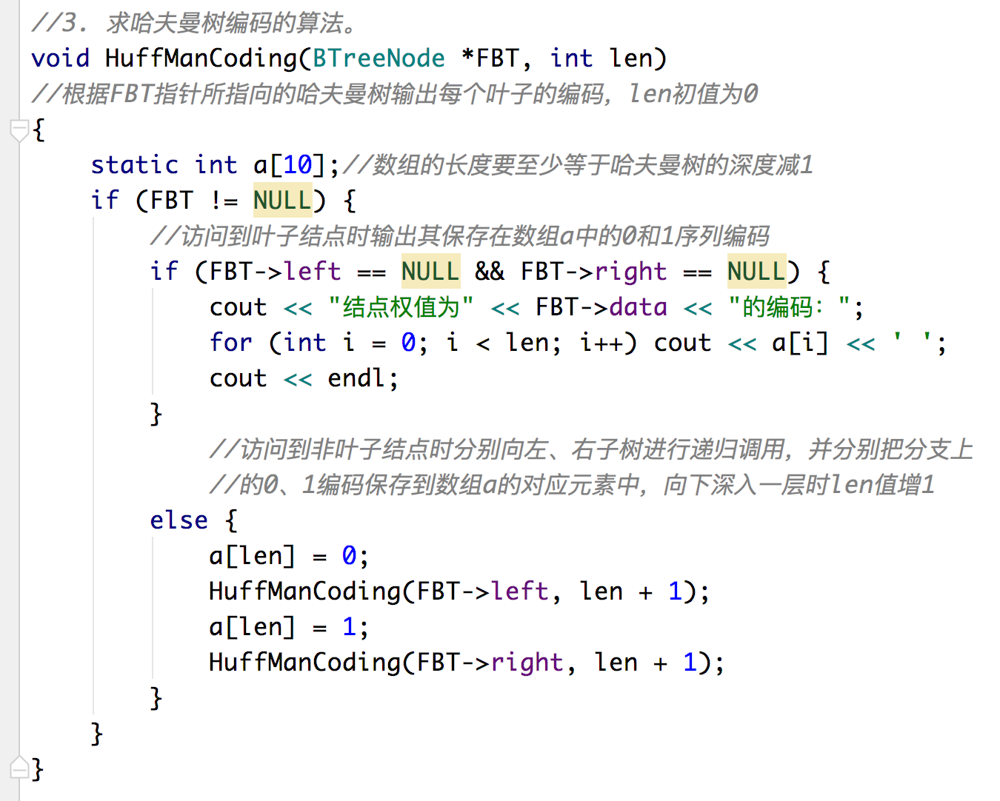 //3. 求哈夫曼树编码的算法。
void HuffManCoding(BTreeNode *FBT, int len)
//根据FBT指针所指向的哈夫曼树输出每个叶子的编码，len初值为0
{
    static int a[10];//数组的长度要至少等于哈夫曼树的深度减1
    if (FBT != NULL) {
        //访问到叶子结点时输出其保存在数组a中的0和1序列编码
        if (FBT->left == NULL && FBT->right == NULL) {
            cout << "结点权值为" << FBT->data << "的编码：";
            for (int i = 0; i < len; i++) cout << a[i] << ' ';
            cout << endl;
        }
            //访问到非叶子结点时分别向左、右子树进行递归调用，并分别把分支上
            //的0、1编码保存到数组a的对应元素中，向下深入一层时len值增1
        else {
            a[len] = 0;
            HuffManCoding(FBT->left, len + 1);
            a[len] = 1;
            HuffManCoding(FBT->right, len + 1);
        }
    }
}